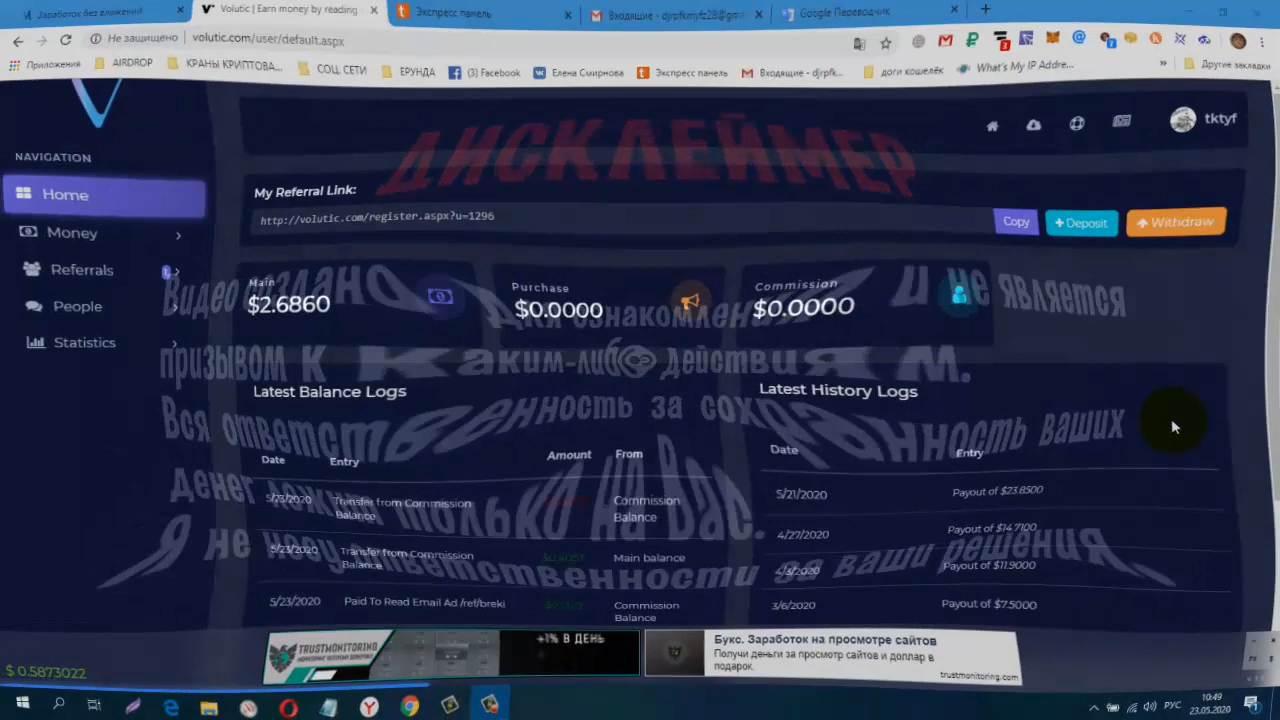 Заработок без вложений
Volutic | Earn money by reading
Экспресс панель
Входящие - djrpfkmyfz28@gma
Google Переводчик
Не защищено
volutic.com/user/default.aspx
Приложения
AIRDROP
КРАНЫ КРИПТОВА...
СОЦ. СЕТИ
ЕРУНДА
(3) Facebook
Елена Смирнова
Экспресс панель
Входящие - djrpfk...
доги кошелёк
What's My IP Addre...
Другие закладки
ДИСКЛЕЙМЕР
Видео создано для ознакомления и не является
призывом к каким-либо действиям.
Вся ответственность за сохранность ваших
денег лежит только на Вас.
Я не несу ответственности за ваши решения.
tktyf
NAVIGATION
Home
Money
Referrals
1
People
Statistics
My Referral Link:
http://volutic.com/register.aspx?u=1296
Copy
Deposit
Withdraw
Main
$2.6860
Purchase
$0.0000
Commission
$0.0000
Latest Balance Logs
Date Entry Amount From
5/23/2020 Transfer from Commission Balance Commission Balance
5/23/2020 Transfer from Commission Balance Main balance
5/23/2020 Paid To Read Email Ad /ref/breki Commission Balance
Latest History Logs
Date Entry
5/21/2020 Payout of $23.8500
4/27/2020 Payout of $14.7100
4/3/2020 Payout of $11.9000
3/6/2020 Payout of $7.5000
TRUSTMONITORING
+1% В ДЕНЬ
Букс. Заработок на просмотре сайтов
Получи деньги за просмотр сайтов и доллар в
подарок.
trustmonitoring.com
$ 0.5873022
РУС
10:49
23.05.2020